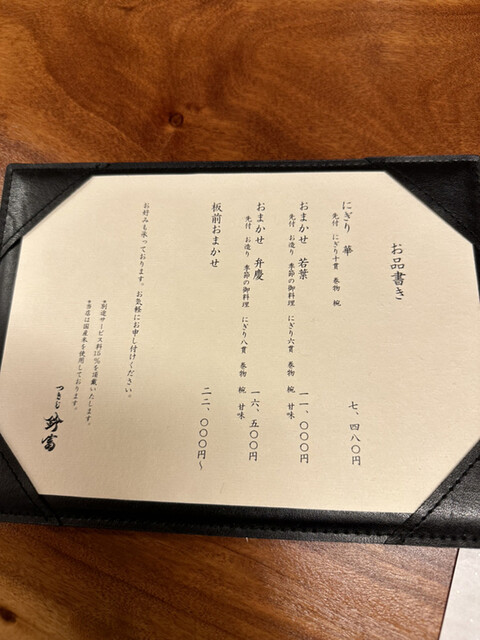 お品書き
にぎり 華 七、四八〇円
先付 にぎり十貫 巻物 椀
おまかせ 若葉 一一、〇〇〇円
先付 お造り 季節の御料理 にぎり六貫 巻物 椀 甘味
おまかせ 弁慶 一六、五〇〇円
先付 お造り 季節の御料理 にぎり八貫 巻物 椀 甘味
板前おまかせ 二二、〇〇〇円〜
お好みも承っております。お気軽にお申し付けください。
*別途サービス料15%を頂戴いたします。
*当店は国産米を使用しております。
つきじ 鈴富